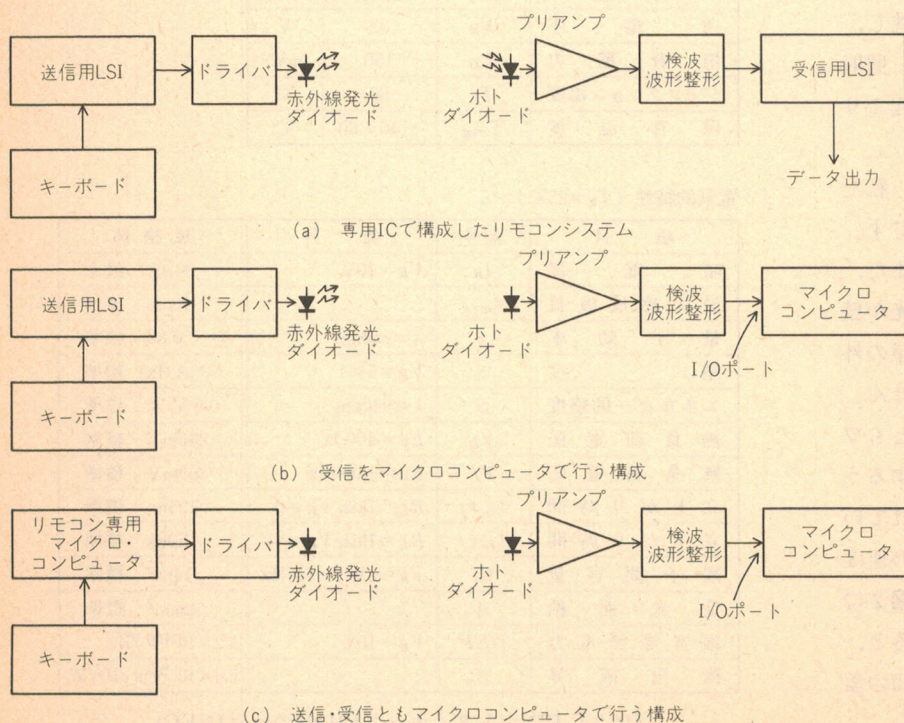 プリアンプ
送信用LSI
ドライバ
赤外線発光
ダイオード
ホト
ダイオード
検波
波形整形
受信用LSI
キーボード
データ出力
(a) 専用ICで構成したリモコンシステム
プリアンプ
送信用LSI
ドライバ
赤外線発光
ダイオード
ホト
ダイオード
検波
波形整形
マイクロ
コンピュータ
I/Oポート
キーボード
(b) 受信をマイクロコンピュータで行う構成
プリアンプ
リモコン専用
マイクロ・
コンピュータ
ドライバ
赤外線発光
ダイオード
ホト
ダイオード
検波
波形整形
マイクロ
コンピュータ
I/Oポート
キーボード
(c) 送信・受信ともマイクロコンピュータで行う構成